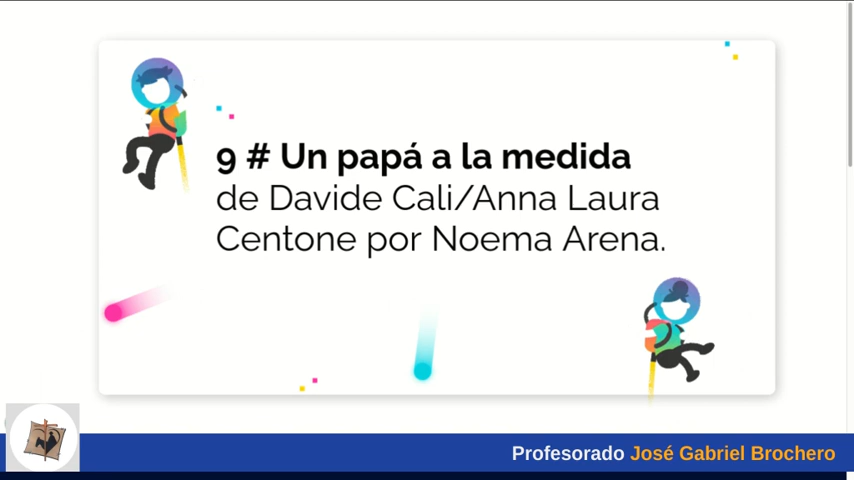 9 # Un papá a la medida
de Davide Cali/Anna Laura
Centone por Noema Arena.
Profesorado José Gabriel Brochero